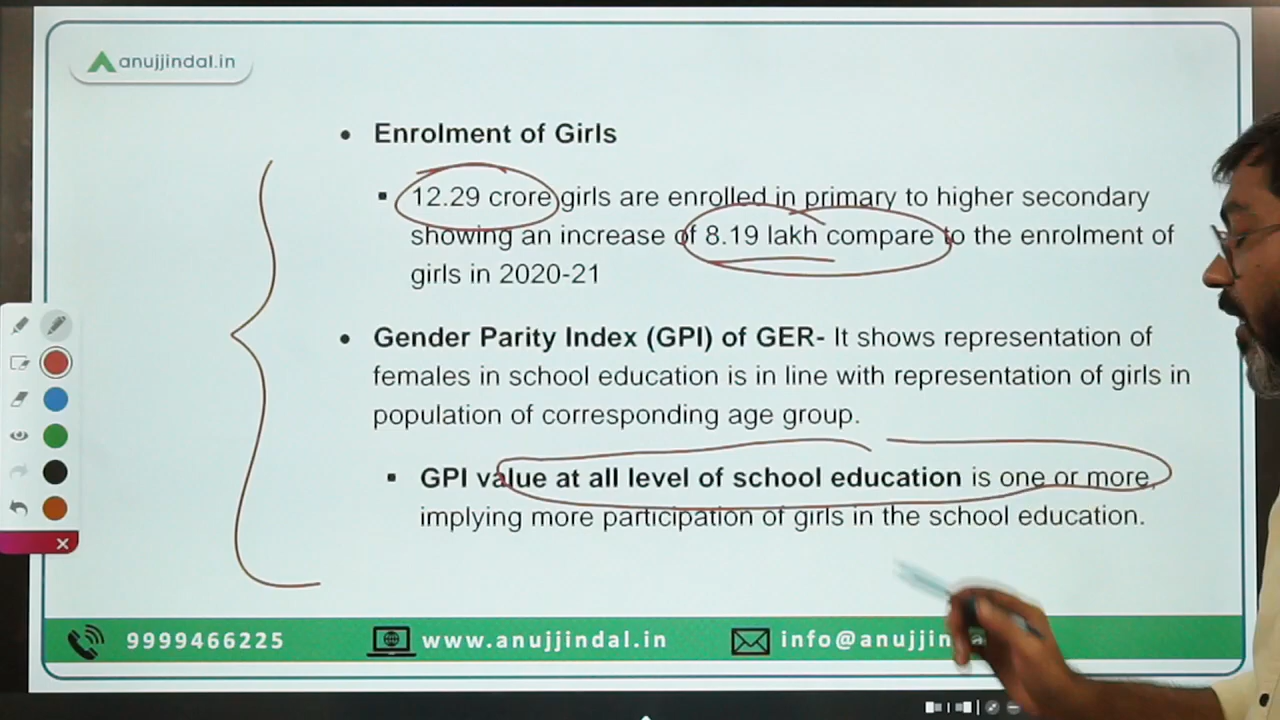 anujjindal.in
• Enrolment of Girls
▪ 12.29 crore girls are enrolled in primary to higher secondary
showing an increase of 8.19 lakh compare to the enrolment of
girls in 2020-21
• Gender Parity Index (GPI) of GER- It shows representation of
females in school education is in line with representation of girls in
population of corresponding age group.
▪ GPI value at all level of school education is one or more,
implying more participation of girls in the school education.
9999466225 www.anujjindal.in